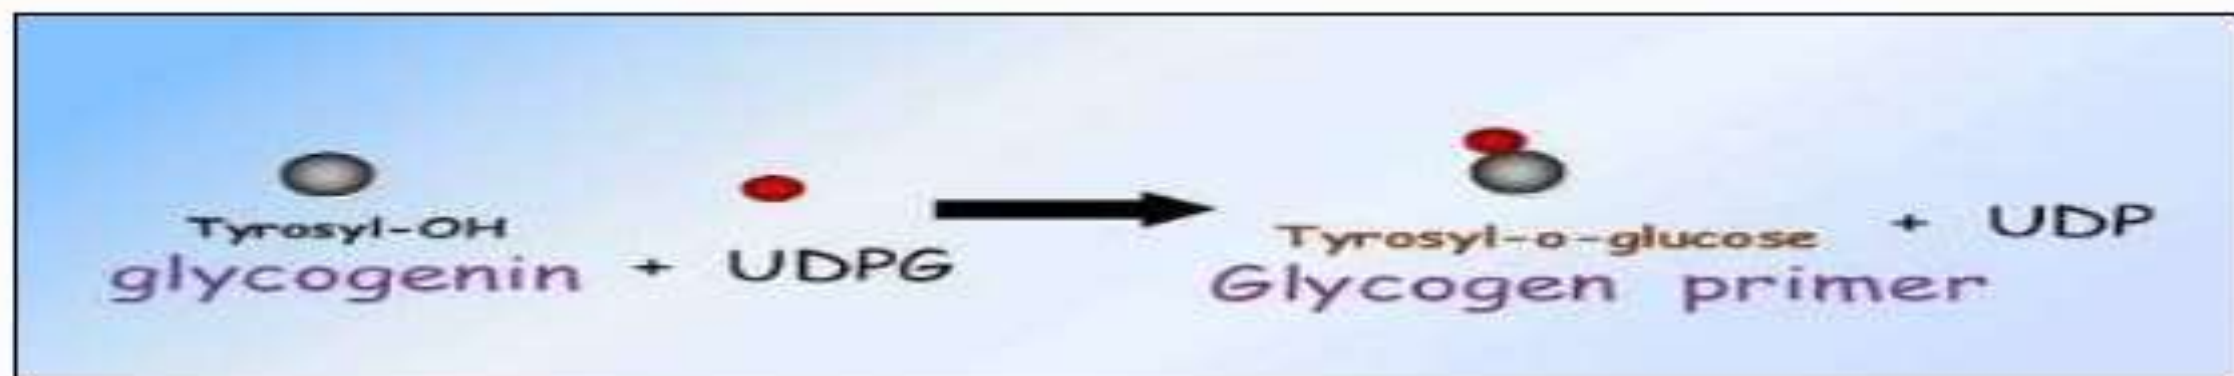 Tyrosyl-OH
glycogenin + UDPG
Tyrosyl-o-glucose + UDP
Glycogen primer